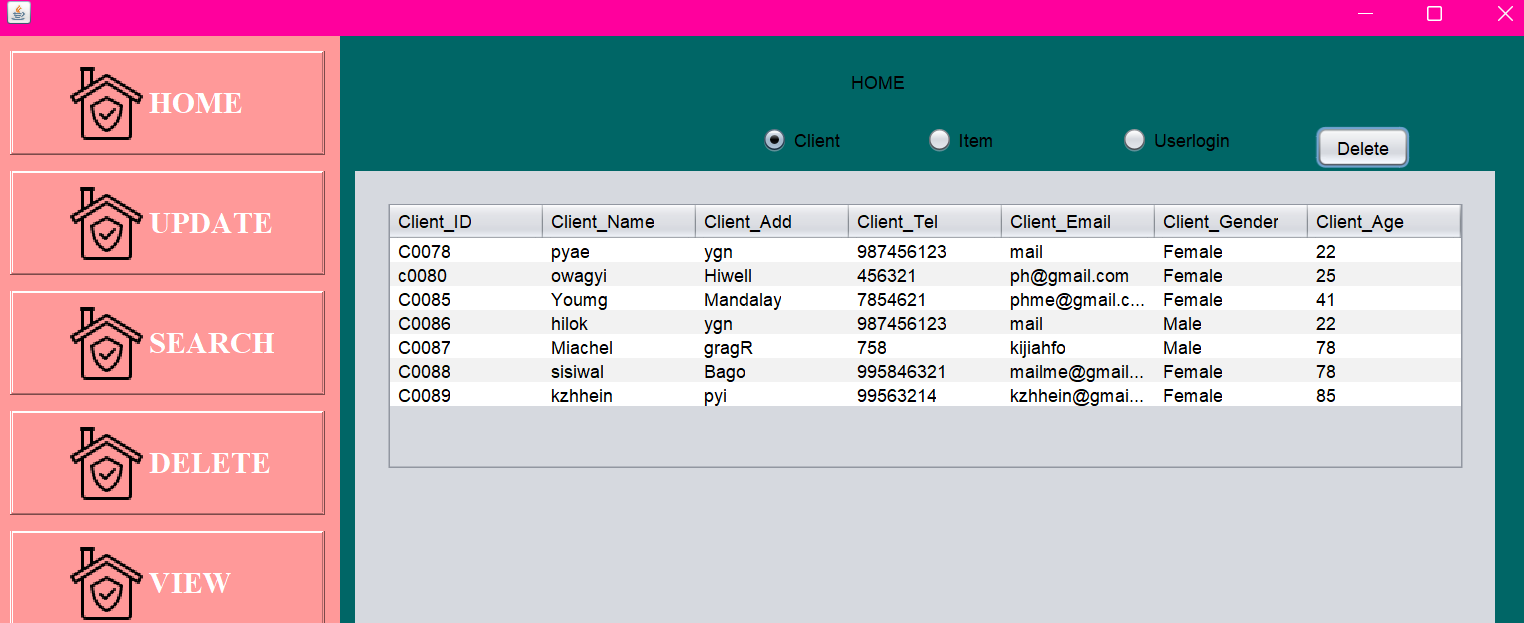 HOME
UPDATE
SEARCH
DELETE
VIEW
HOME
Client Item Userlogin Delete
Client_ID Client_Name Client_Add Client_Tel Client_Email Client_Gender Client_Age
C0078 pyae ygn 987456123 mail Female 22
c0080 owagyi Hiwell 456321 ph@gmail.com Female 25
C0085 Youmg Mandalay 7854621 phme@gmail.c... Female 41
C0086 hilok ygn 987456123 mail Male 22
C0087 Miachel gragR 758 kijiahfo Male 78
C0088 sisiwal Bago 995846321 mailme@gmail... Female 78
C0089 kzhhein pyi 99563214 kzhhein@gmai... Female 85